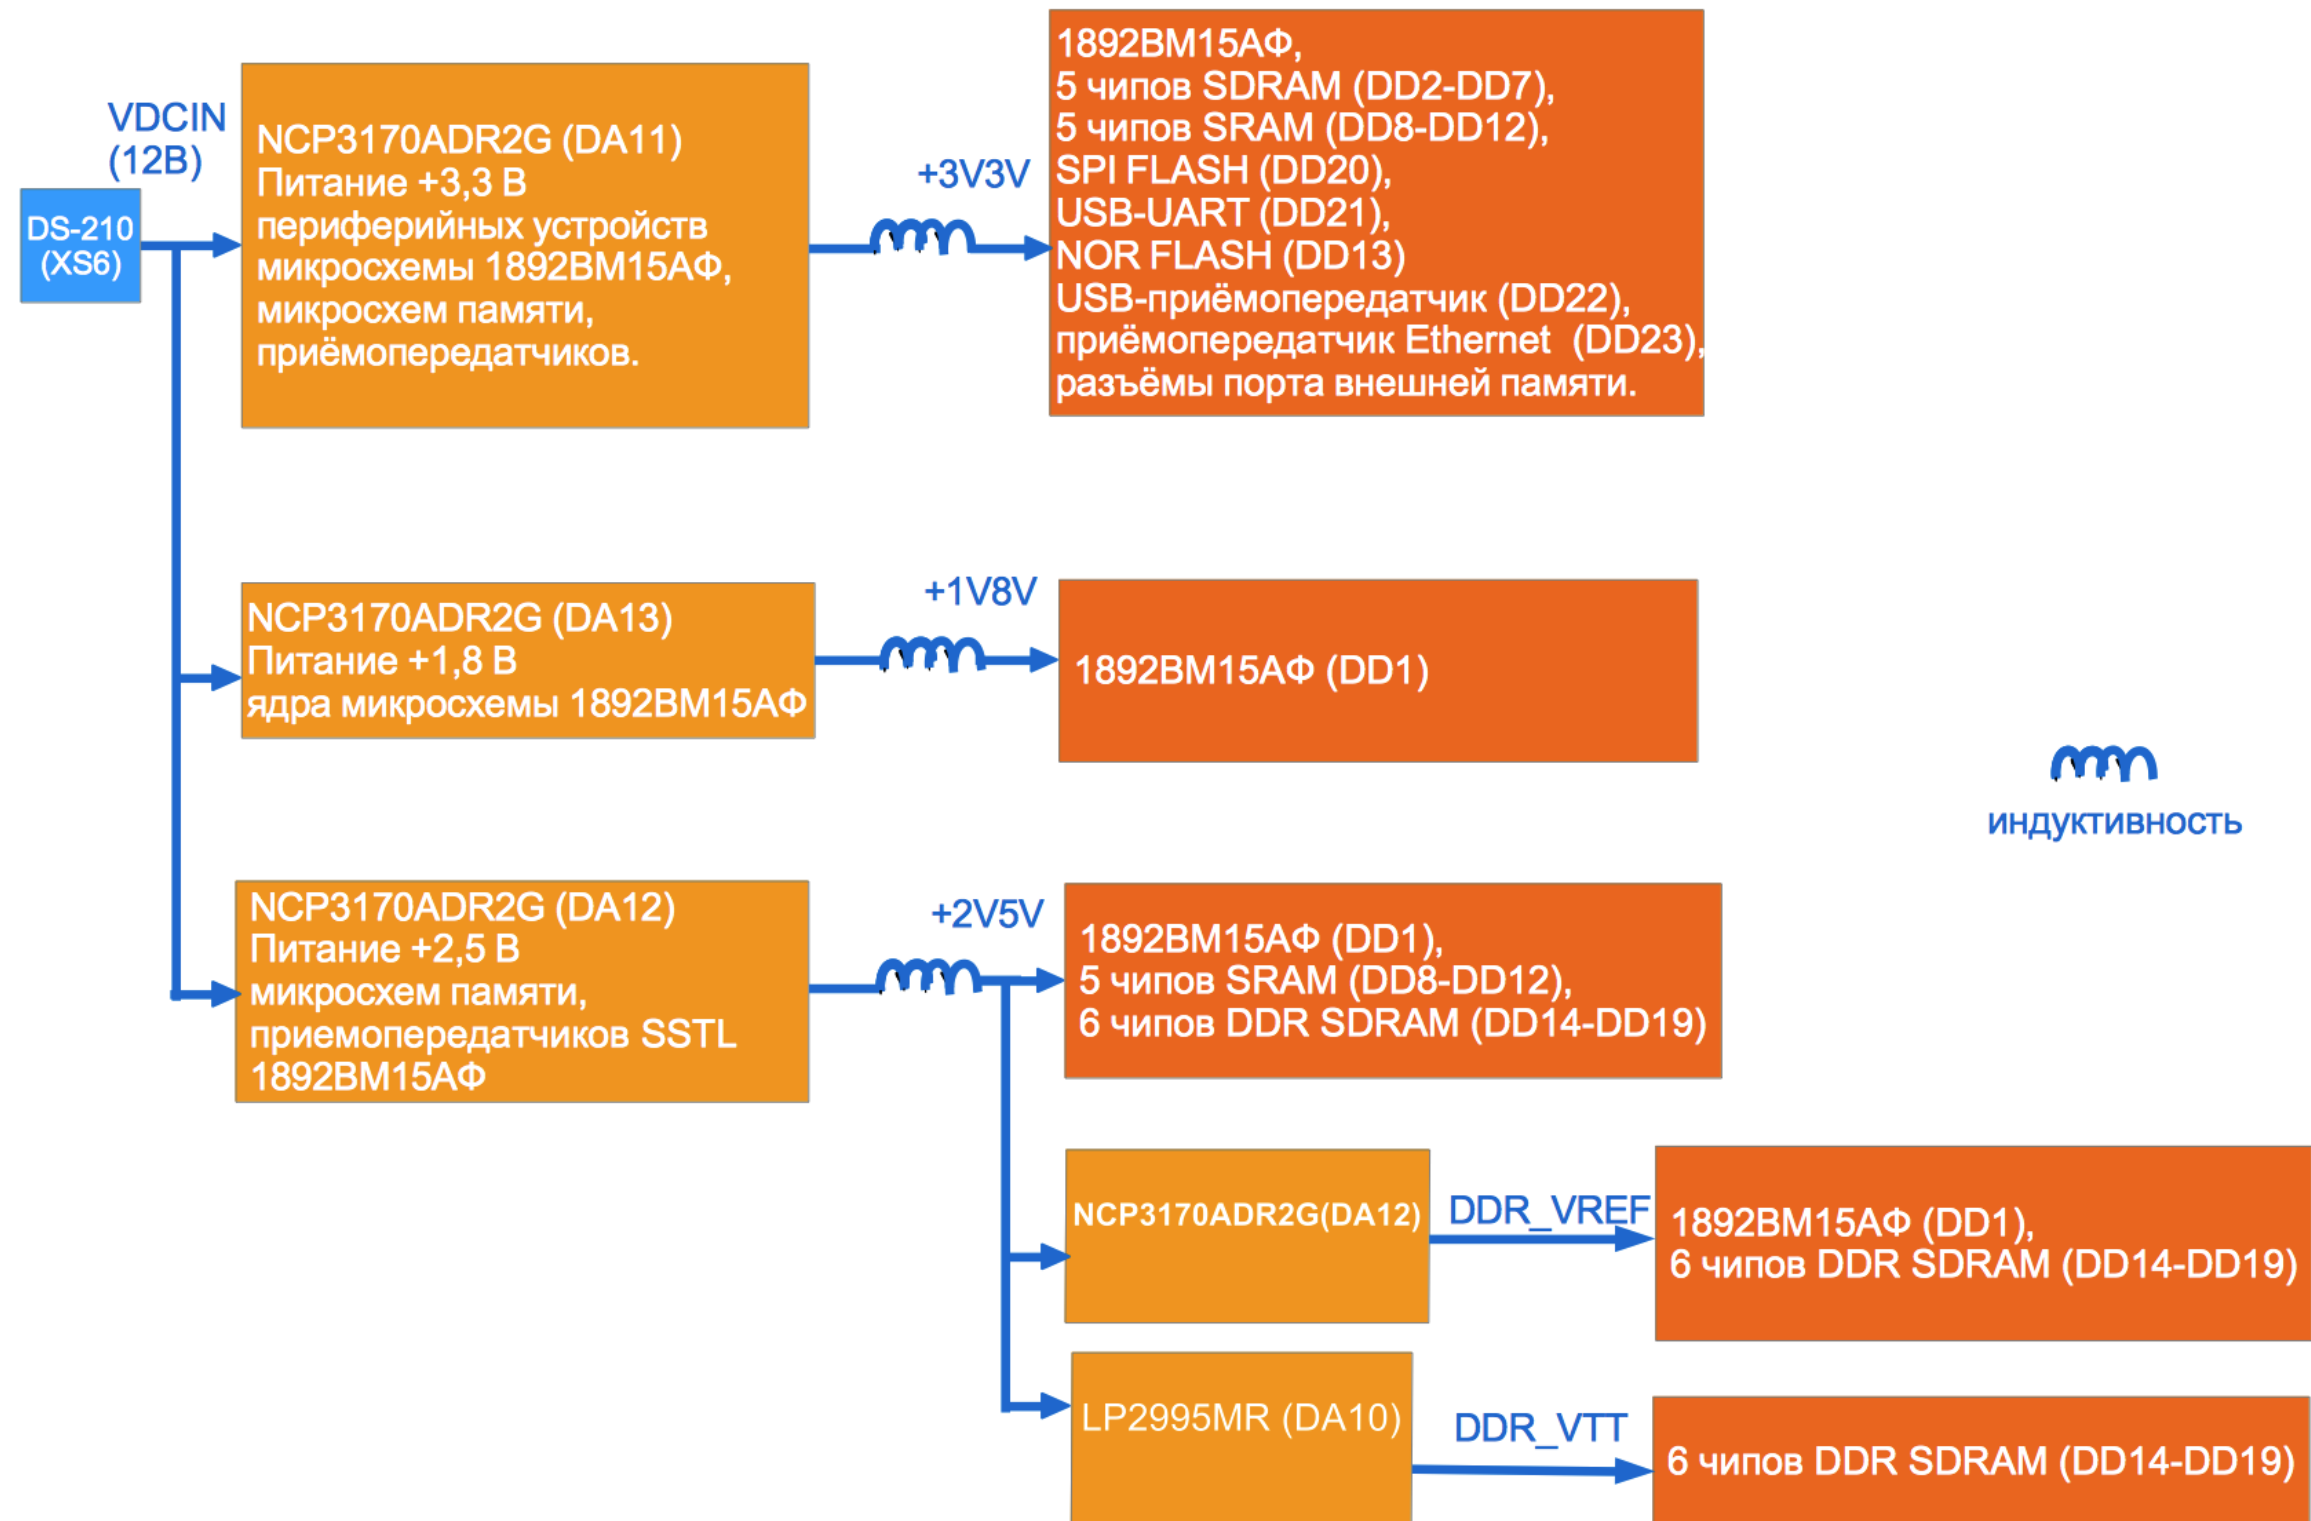 VDCIN
(12В)
DS-210
(XS6)
NCP3170ADR2G (DA11)
Питание +3,3 В
периферийных устройств
микросхемы 1892ВМ15АФ,
микросхем памяти,
приёмопередатчиков.
+3V3V
1892ВМ15АФ,
5 чипов SDRAM (DD2-DD7),
5 чипов SRAM (DD8-DD12),
SPI FLASH (DD20),
USB-UART (DD21),
NOR FLASH (DD13)
USB-приёмопередатчик (DD22),
приёмопередатчик Ethernet (DD23),
разъёмы порта внешней памяти.
NCP3170ADR2G (DA13)
Питание +1,8 В
ядра микросхемы 1892ВМ15АФ
+1V8V
1892ВМ15АФ (DD1)
индуктивность
NCP3170ADR2G (DA12)
Питание +2,5 В
микросхем памяти,
приемопередатчиков SSTL
1892ВМ15АФ
+2V5V
1892ВМ15АФ (DD1),
5 чипов SRAM (DD8-DD12),
6 чипов DDR SDRAM (DD14-DD19)
NCP3170ADR2G(DA12)
DDR_VREF
1892ВМ15АФ (DD1),
6 чипов DDR SDRAM (DD14-DD19)
LP2995MR (DA10)
DDR_VTT
6 чипов DDR SDRAM (DD14-DD19)